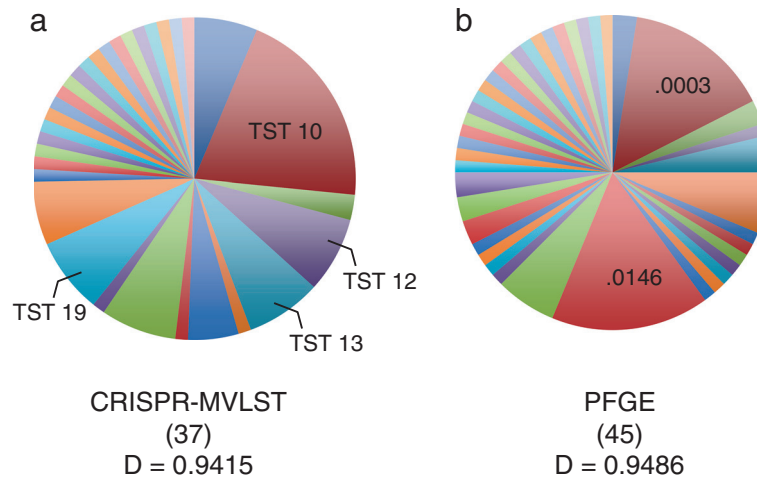 a
TST 10
TST 12
TST 13
TST 19
CRISPR-MVLST
(37)
D = 0.9415
b
.0003
.0146
PFGE
(45)
D = 0.9486